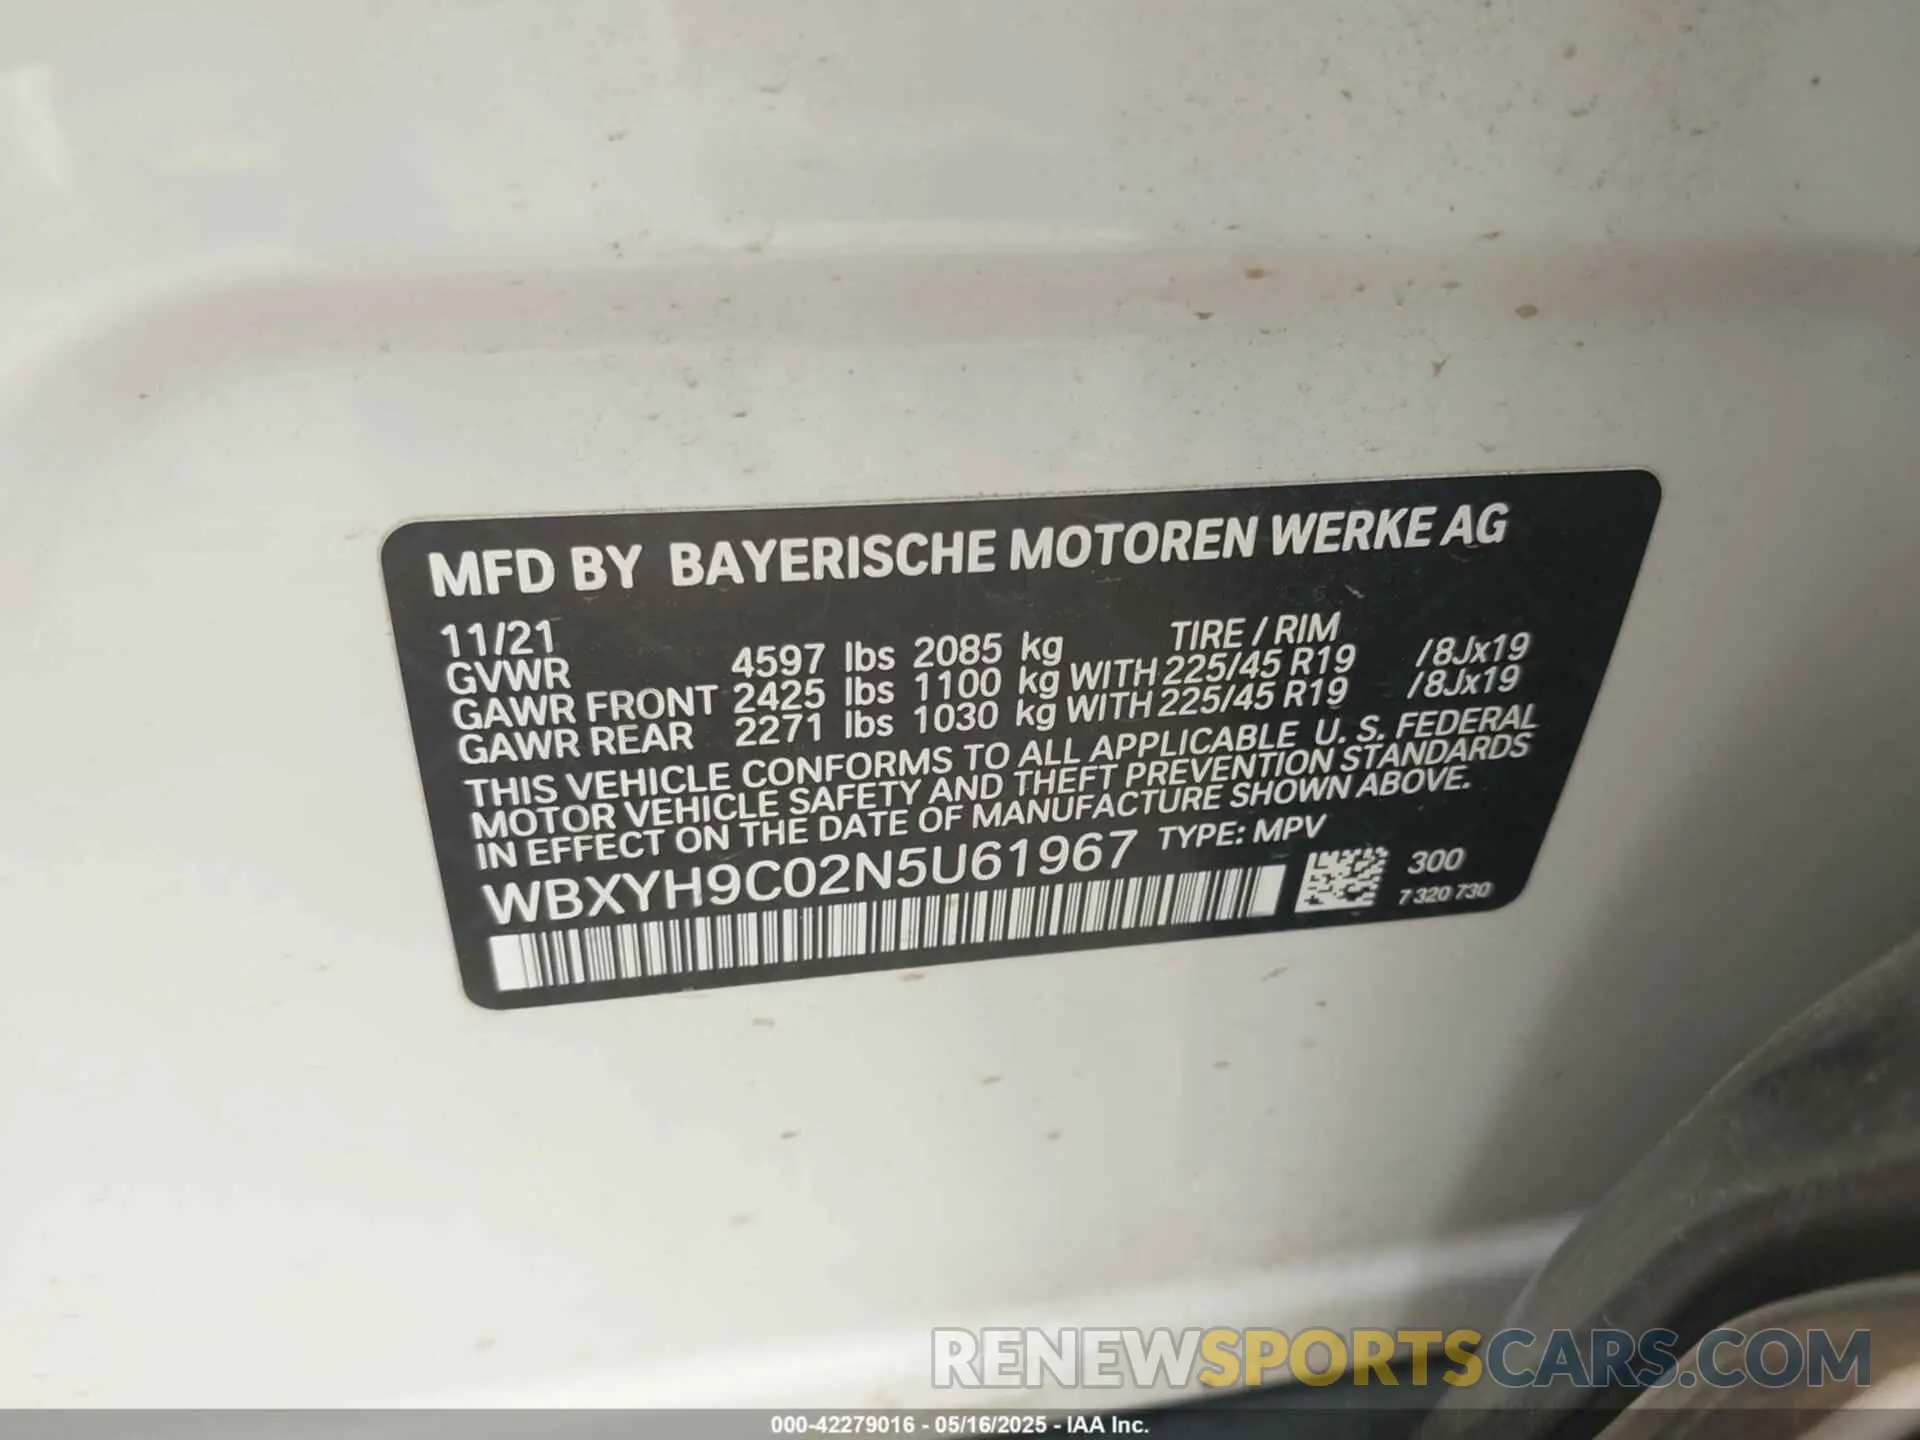 MFD BY BAYERISCHE MOTOREN WERKE AG
11/21 TIRE / RIM
GVWR 4597 lbs 2085 kg
GAWR FRONT 2425 lbs 1100 kg WITH 225/45 R19 /8Jx19
GAWR REAR 2271 lbs 1030 kg WITH 225/45 R19 /8Jx19
THIS VEHICLE CONFORMS TO ALL APPLICABLE U. S. FEDERAL
MOTOR VEHICLE SAFETY AND THEFT PREVENTION STANDARDS
IN EFFECT ON THE DATE OF MANUFACTURE SHOWN ABOVE.
WBXYH9C02N5U61967 TYPE: MPV
300
7 320 730
RENEWSPORTSCARS.COM
000-42279016 - 05/16/2025 - IAA Inc.